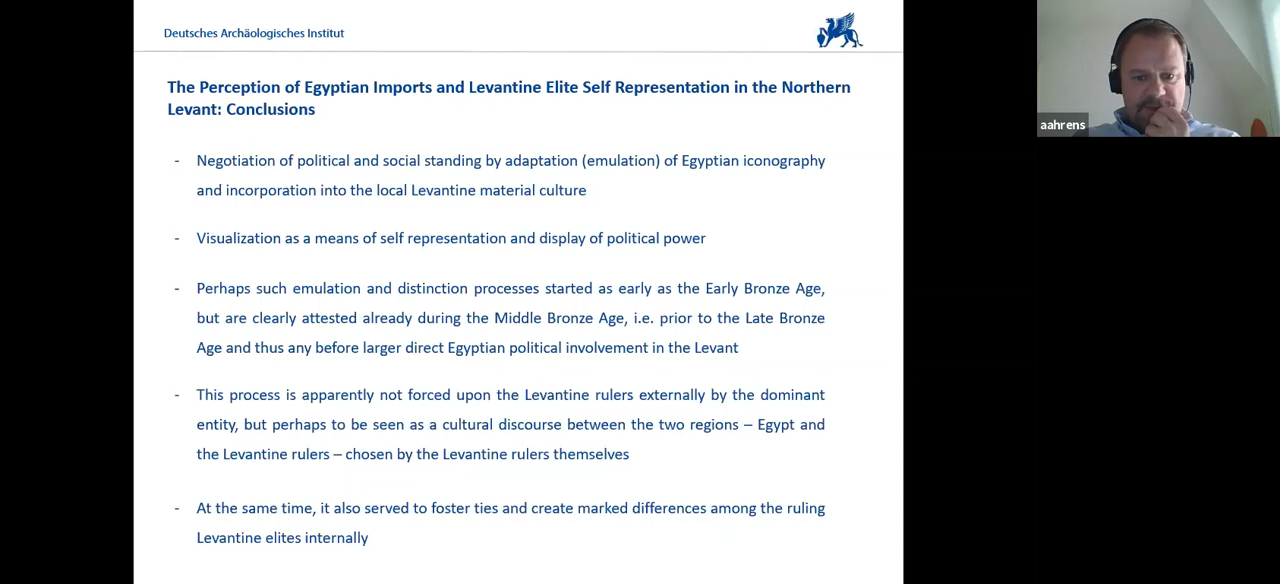 Deutsches Archäologisches Institut
aahrens
The Perception of Egyptian Imports and Levantine Elite Self Representation in the Northern
Levant: Conclusions
- Negotiation of political and social standing by adaptation (emulation) of Egyptian iconography
and incorporation into the local Levantine material culture
- Visualization as a means of self representation and display of political power
- Perhaps such emulation and distinction processes started as early as the Early Bronze Age,
but are clearly attested already during the Middle Bronze Age, i.e. prior to the Late Bronze
Age and thus any before larger direct Egyptian political involvement in the Levant
- This process is apparently not forced upon the Levantine rulers externally by the dominant
entity, but perhaps to be seen as a cultural discourse between the two regions – Egypt and
the Levantine rulers – chosen by the Levantine rulers themselves
- At the same time, it also served to foster ties and create marked differences among the ruling
Levantine elites internally